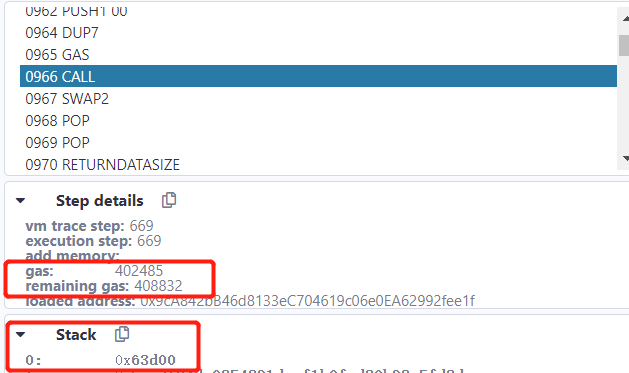 0962 PUSH1 00
0964 DUP7
0965 GAS
0966 CALL
0967 SWAP2
0968 POP
0969 POP
0970 RETURNDATASIZE
Step details
vm trace step: 669
execution step: 669
add memory:
gas: 402485
remaining gas: 408832
loaded address: 0x9cA842DB46d8133eC704619c06e0EA62992fee1f
Stack
0: 0x63d00